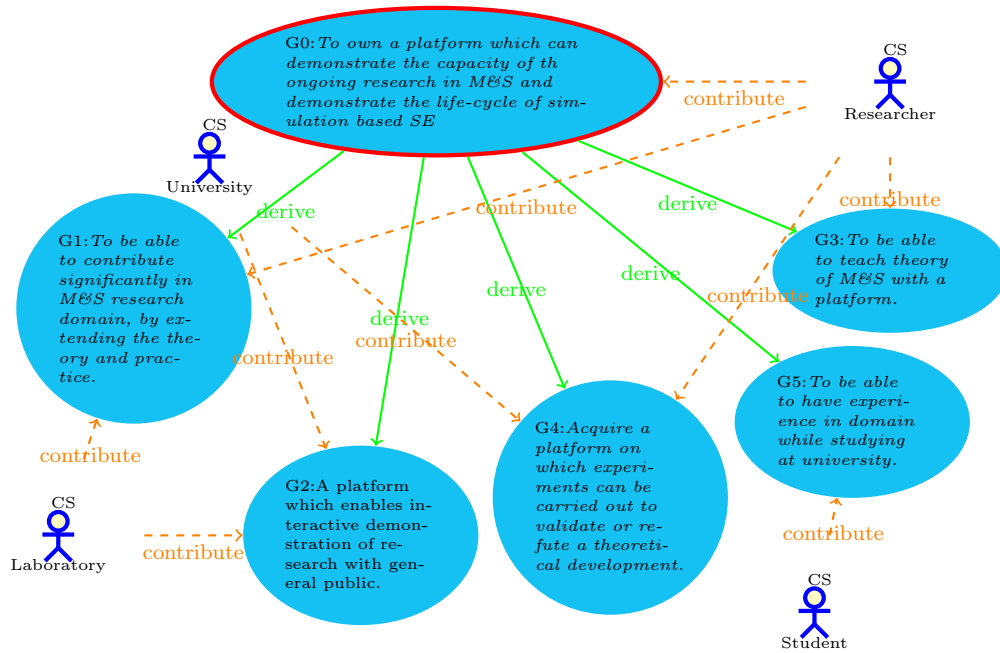 G0:To own a platform which can
demonstrate the capacity of th
ongoing research in M&S and
demonstrate the life-cycle of sim-
ulation based SE
CS
Researcher
contribute
CS
University
derive
contribute
derive
contribute
G1:To be able
to contribute
significantly in
M&S research
domain, by ex-
tending the the-
ory and prac-
tice.
G3:To be able
to teach theory
of M&S with a
platform.
derive
derive
contribute
derive
contribute
contribute
G5:To be able
to have experi-
ence in domain
while studying
at university.
G4:Acquire a
platform on
which experi-
ments can be
carried out to
validate or re-
fute a theoreti-
cal development.
contribute
G2:A platform
which enables in-
teractive demon-
stration of re-
search with gen-
eral public.
CS
Laboratory
contribute
contribute
CS
Student